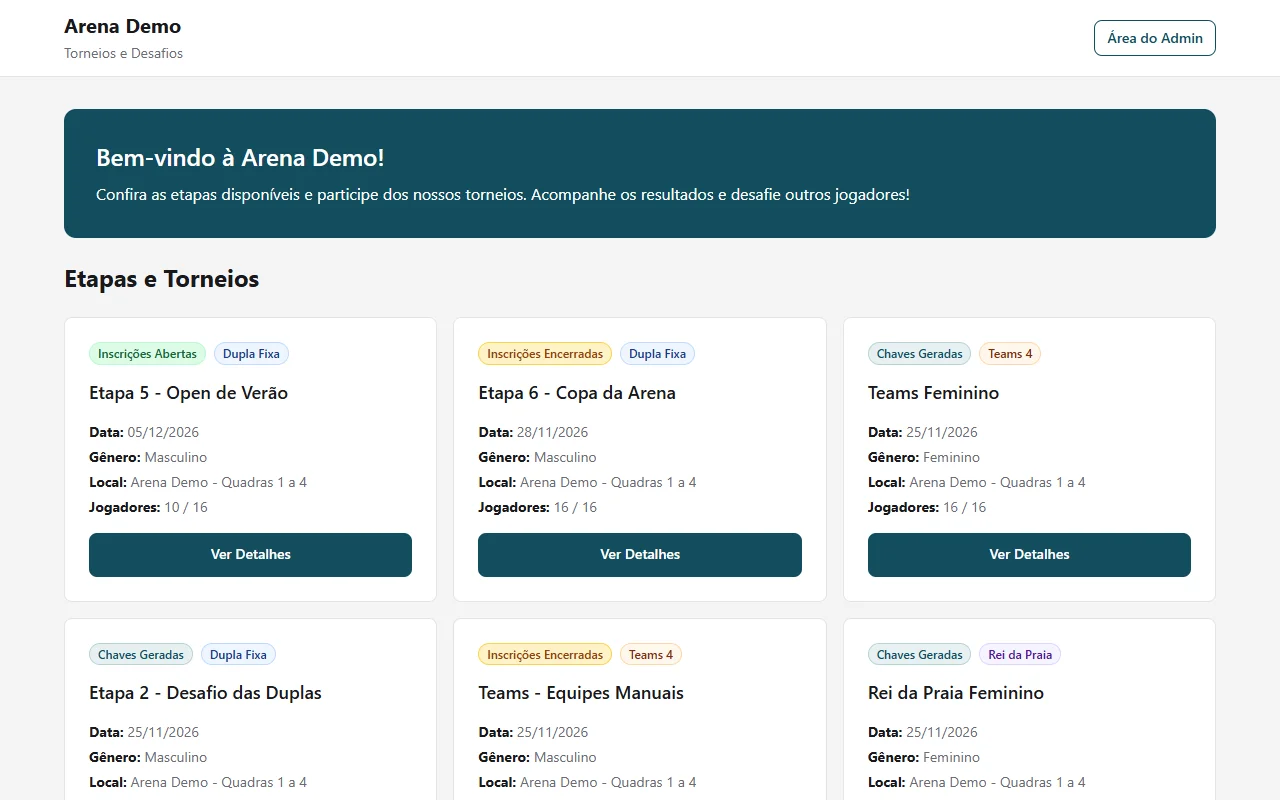 Arena Demo
Torneios e Desafios
Área do Admin
Bem-vindo à Arena Demo!
Confira as etapas disponíveis e participe dos nossos torneios. Acompanhe os resultados e desafie outros jogadores!
Etapas e Torneios
Inscrições Abertas Dupla Fixa
Etapa 5 - Open de Verão
Data: 05/12/2026
Gênero: Masculino
Local: Arena Demo - Quadras 1 a 4
Jogadores: 10 / 16
Ver Detalhes
Inscrições Encerradas Dupla Fixa
Etapa 6 - Copa da Arena
Data: 28/11/2026
Gênero: Masculino
Local: Arena Demo - Quadras 1 a 4
Jogadores: 16 / 16
Ver Detalhes
Chaves Geradas Teams 4
Teams Feminino
Data: 25/11/2026
Gênero: Feminino
Local: Arena Demo - Quadras 1 a 4
Jogadores: 16 / 16
Ver Detalhes
Chaves Geradas Dupla Fixa
Etapa 2 - Desafio das Duplas
Data: 25/11/2026
Gênero: Masculino
Local: Arena Demo - Quadras 1 a 4
Inscrições Encerradas Teams 4
Teams - Equipes Manuais
Data: 25/11/2026
Gênero: Masculino
Local: Arena Demo - Quadras 1 a 4
Chaves Geradas Rei da Praia
Rei da Praia Feminino
Data: 25/11/2026
Gênero: Feminino
Local: Arena Demo - Quadras 1 a 4